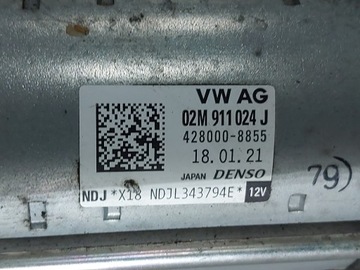 VW AG
02M 911 024 J
428000-8855
18.01.21
JAPAN DENSO
NDJ *X18 NDJL343794E* 12V
79)